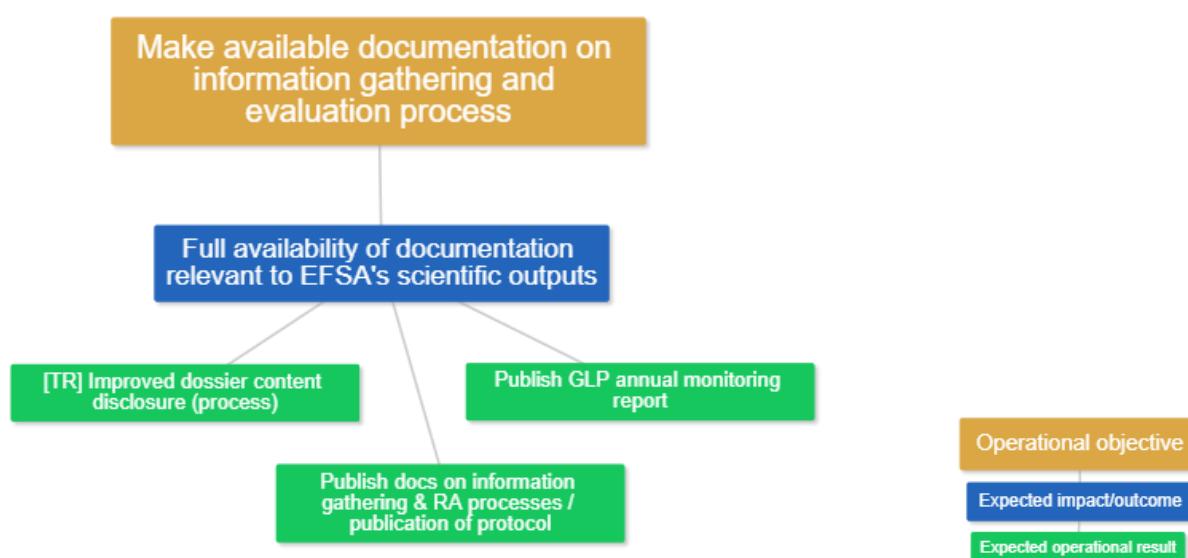 Make available documentation on
information gathering and
evaluation process
Full availability of documentation
relevant to EFSA's scientific outputs
[TR] Improved dossier content
disclosure (process)
Publish GLP annual monitoring
report
Publish docs on information
gathering & RA processes /
publication of protocol
Operational objective
Expected impact/outcome
Expected operational result